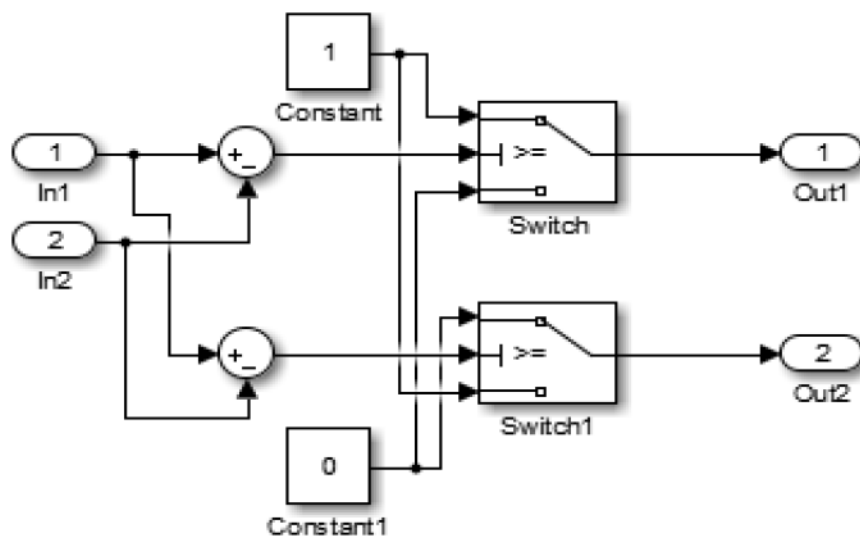 1
Constant
1
In1
+
-
>=
Switch
1
Out1
2
In2
+
-
>=
Switch1
2
Out2
0
Constant1